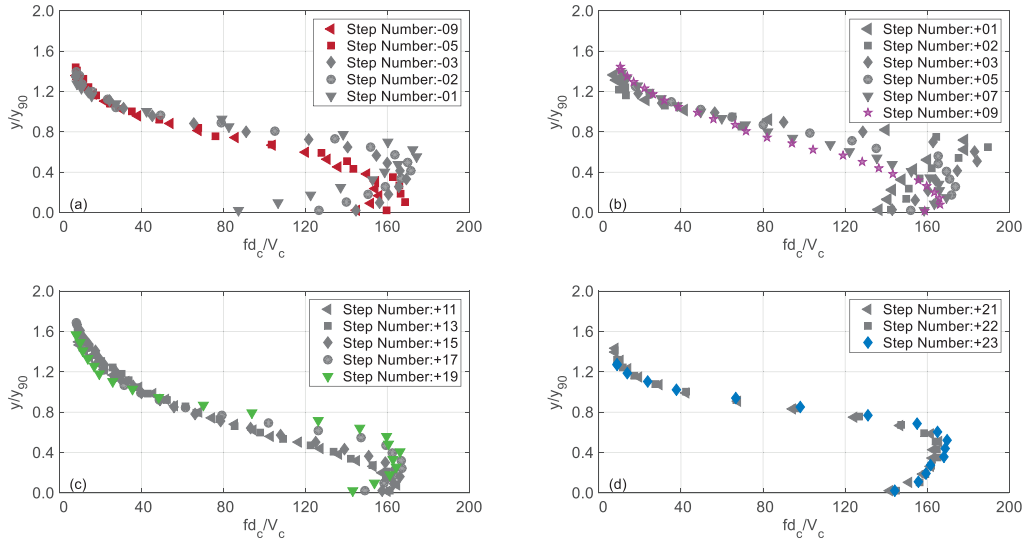 2.0
1.6
1.2
0.8
0.4
0.0
y/y90
Step Number:-09
Step Number:-05
Step Number:-03
Step Number:-02
Step Number:-01
(a)
0
40
80
120
160
200
fdc/Vc
2.0
1.6
1.2
0.8
0.4
0.0
y/y90
Step Number:+01
Step Number:+02
Step Number:+03
Step Number:+05
Step Number:+07
Step Number:+09
(b)
0
40
80
120
160
200
fdc/Vc
2.0
1.6
1.2
0.8
0.4
0.0
y/y90
Step Number:+11
Step Number:+13
Step Number:+15
Step Number:+17
Step Number:+19
(c)
0
40
80
120
160
200
fdc/Vc
2.0
1.6
1.2
0.8
0.4
0.0
y/y90
Step Number:+21
Step Number:+22
Step Number:+23
(d)
0
40
80
120
160
200
fdc/Vc